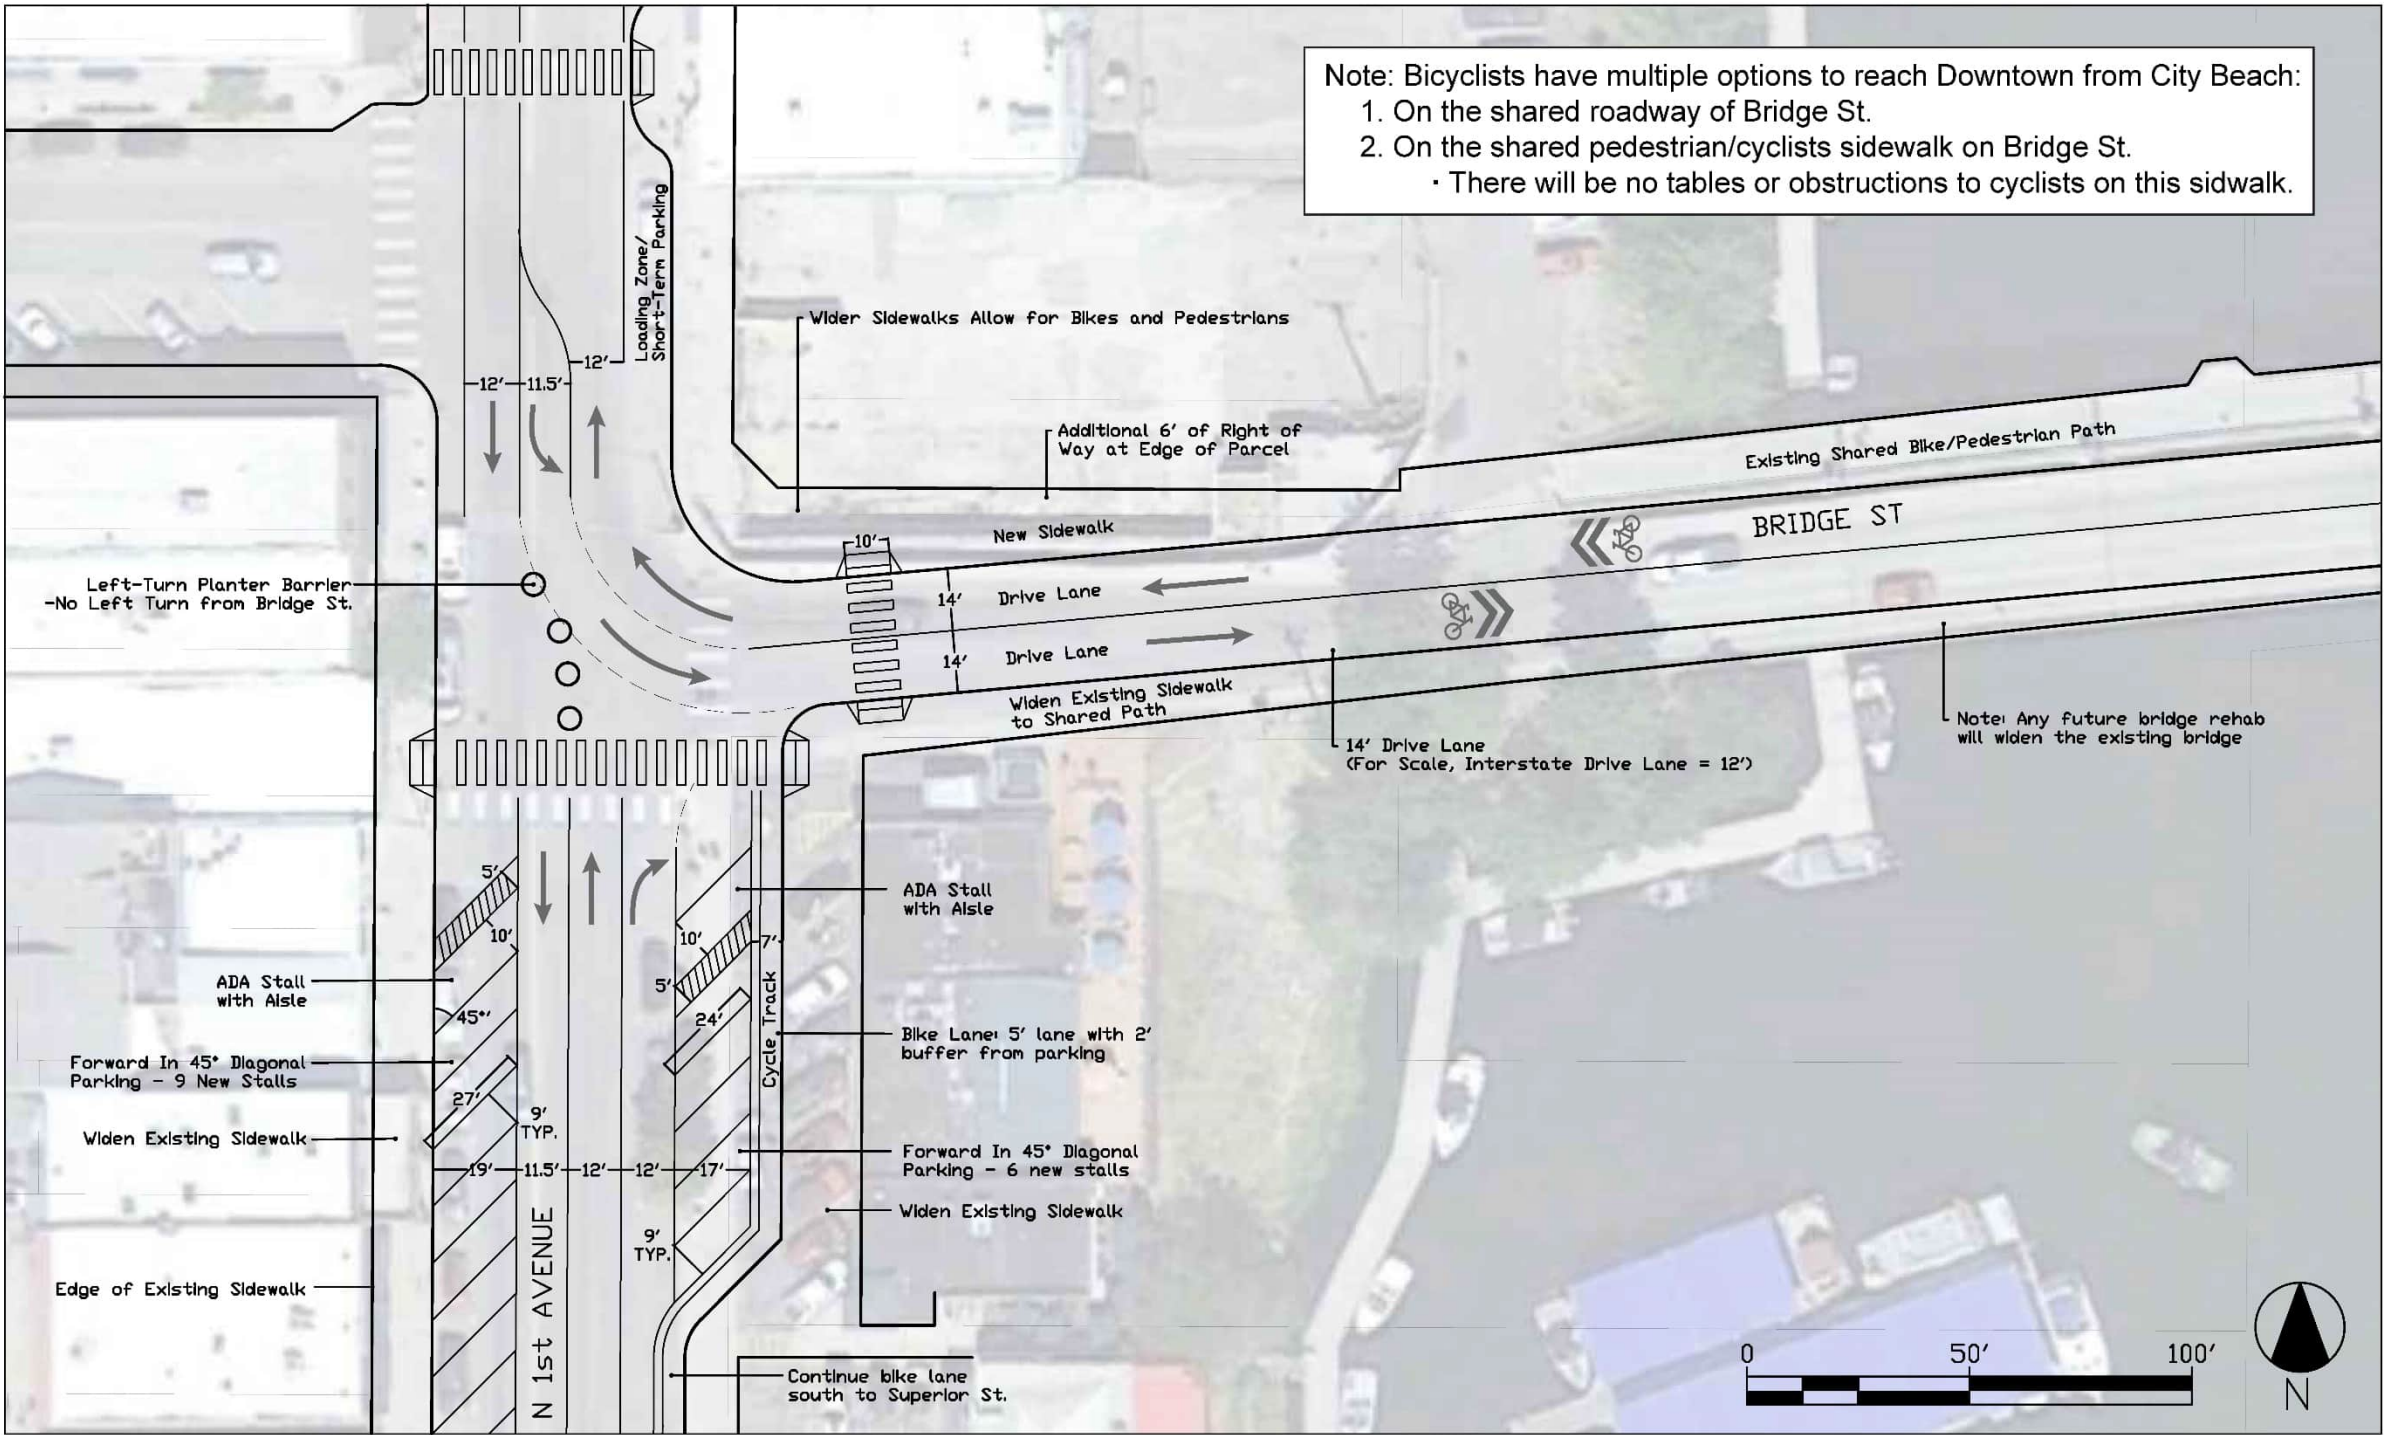 Note: Bicyclists have multiple options to reach Downtown from City Beach:
1. On the shared roadway of Bridge St.
2. On the shared pedestrian/cyclists sidewalk on Bridge St.
· There will be no tables or obstructions to cyclists on this sidwalk.
Loading Zone/
Short-Term Parking
Wider Sidewalks Allow for Bikes and Pedestrians
12'
12'
11.5'
Additional 6' of Right of
Way at Edge of Parcel
Existing Shared Bike/Pedestrian Path
BRIDGE ST
New Sidewalk
10'
Left-Turn Planter Barrier
-No Left Turn from Bridge St.
14'
Drive Lane
14'
Drive Lane
Widen Existing Sidewalk
to Shared Path
14' Drive Lane
(For Scale, Interstate Drive Lane = 12')
Note: Any future bridge rehab
will widen the existing bridge
5'
10'
ADA Stall
with Aisle
10'
7'
5'
ADA Stall
with Aisle
45°'
24'
Cycle Track
Bike Lane: 5' lane with 2'
buffer from parking
Forward In 45° Diagonal
Parking - 9 New Stalls
27'
9'
TYP.
Widen Existing Sidewalk
Forward In 45° Diagonal
Parking - 6 new stalls
19'
11.5'
12'
12'
17'
Widen Existing Sidewalk
9'
TYP.
N 1st AVENUE
Edge of Existing Sidewalk
Continue bike lane
south to Superior St.
0
50'
100'
N